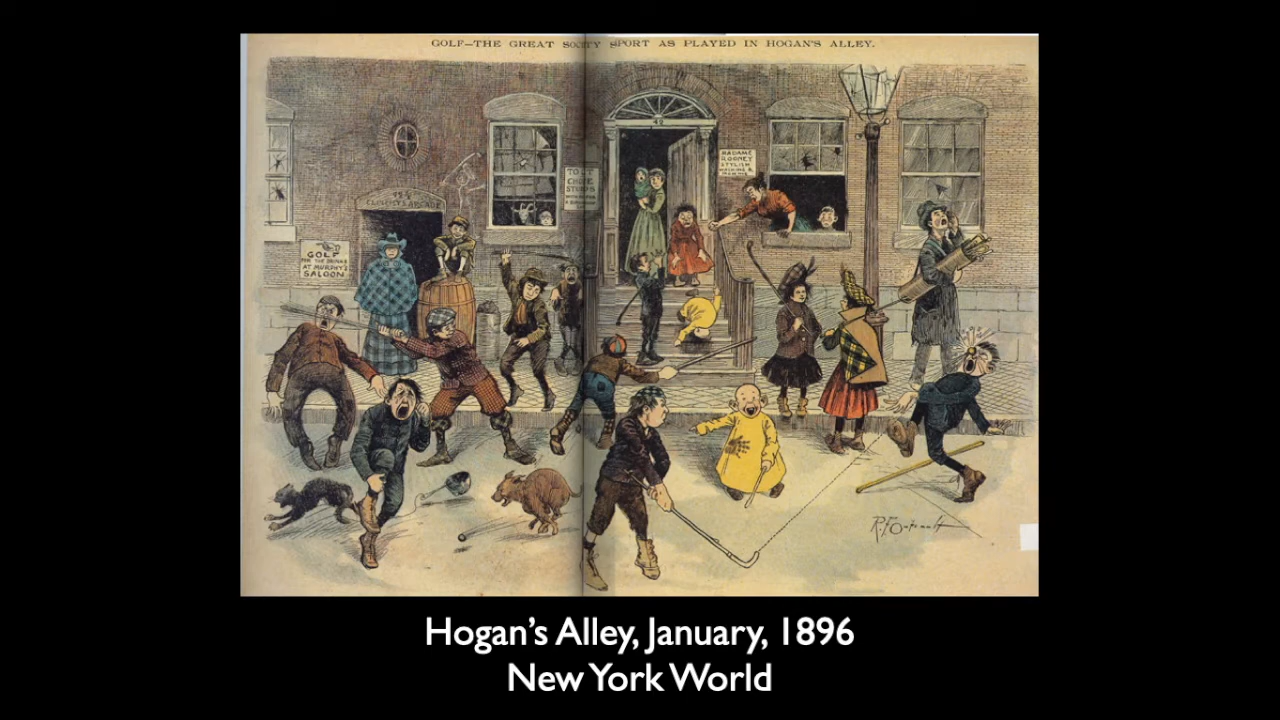 GOLF—THE GREAT SOCIETY SPORT AS PLAYED IN HOGAN'S ALLEY.
49
MADAME
ROONEY
STYLISH
GOLF
FOR THE DRINKS
AT MURPHY'S
SALOON
R.F. Outcault
Hogan's Alley, January, 1896
New York World